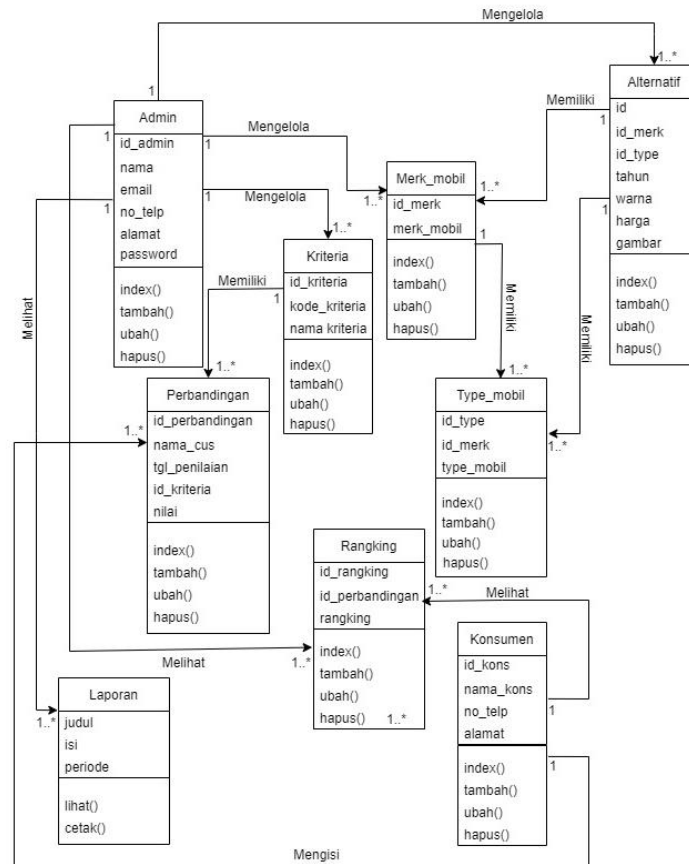 Mengelola
1
1..*
Alternatif
id
id_merk
id_type
tahun
warna
harga
gambar
index()
tambah()
ubah()
hapus()
1
1
Memiliki
1..*
Memiliki
1..*
Admin
id_admin
nama
email
no_telp
alamat
password
index()
tambah()
ubah()
hapus()
1
1
1
1
Mengelola
1..*
Mengelola
1..*
Melihat
Merk_mobil
id_merk
merk_mobil
1
index()
tambah()
ubah()
hapus()
Memiliki
1..*
Kriteria
id_kriteria
kode_kriteria
nama kriteria
index()
tambah()
ubah()
hapus()
Memiliki
1
1..*
Perbandingan
id_perbandingan
nama_cus
tgl_penilaian
id_kriteria
nilai
index()
tambah()
ubah()
hapus()
1..*
Type_mobil
id_type
id_merk
type_mobil
index()
tambah()
ubah()
hapus()
Rangking
id_rangking
id_perbandingan
rangking
index()
tambah()
ubah()
hapus()
1..*
1..*
Melihat
Melihat
1..*
Konsumen
id_kons
nama_kons
no_telp
alamat
index()
tambah()
ubah()
hapus()
1
1
Laporan
judul
isi
periode
lihat()
cetak()
1..*
Mengisi